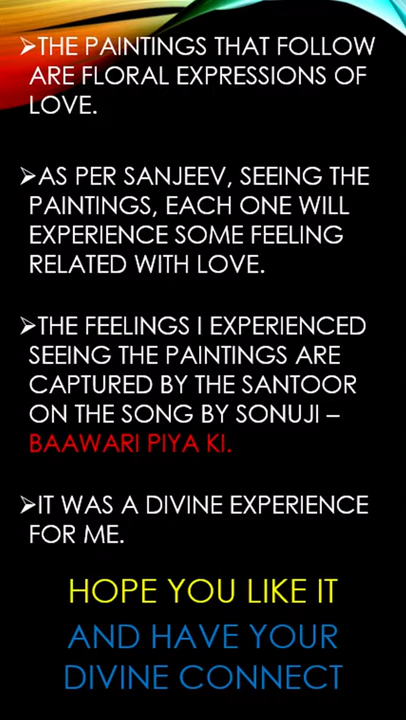 ➢THE PAINTINGS THAT FOLLOW
ARE FLORAL EXPRESSIONS OF
LOVE.
➢AS PER SANJEEV, SEEING THE
PAINTINGS, EACH ONE WILL
EXPERIENCE SOME FEELING
RELATED WITH LOVE.
➢THE FEELINGS I EXPERIENCED
SEEING THE PAINTINGS ARE
CAPTURED BY THE SANTOOR
ON THE SONG BY SONUJI –
BAAWARI PIYA KI.
➢IT WAS A DIVINE EXPERIENCE
FOR ME.
HOPE YOU LIKE IT
AND HAVE YOUR
DIVINE CONNECT